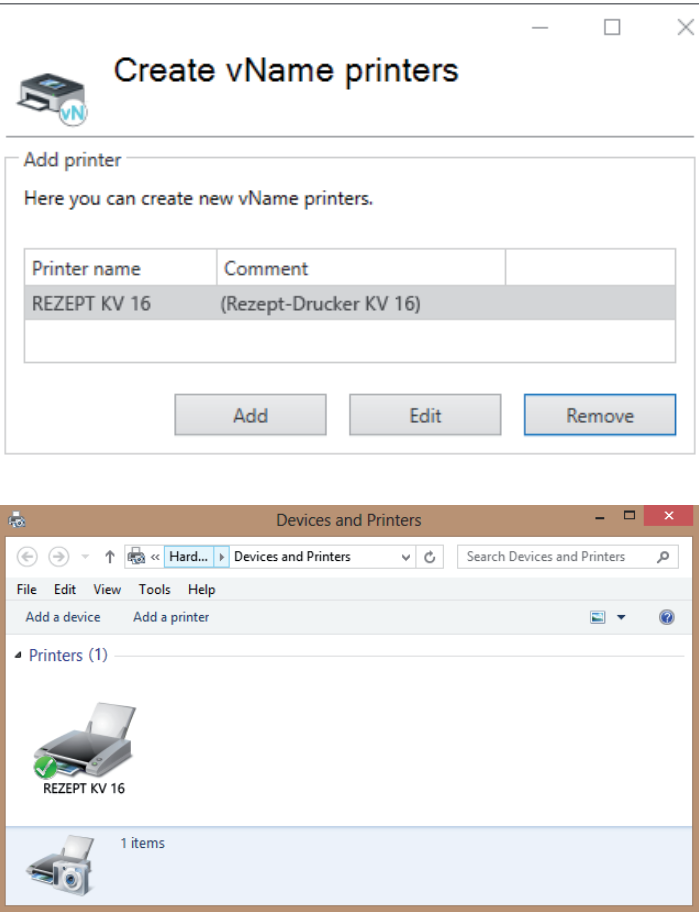 Create vName printers
vN
Add printer
Here you can create new vName printers.
Printer name Comment
REZEPT KV 16 (Rezept-Drucker KV 16)
Add Edit Remove
Devices and Printers
« Hard... Devices and Printers Search Devices and Printers
File Edit View Tools Help
Add a device Add a printer
Printers (1)
REZEPT KV 16
1 items